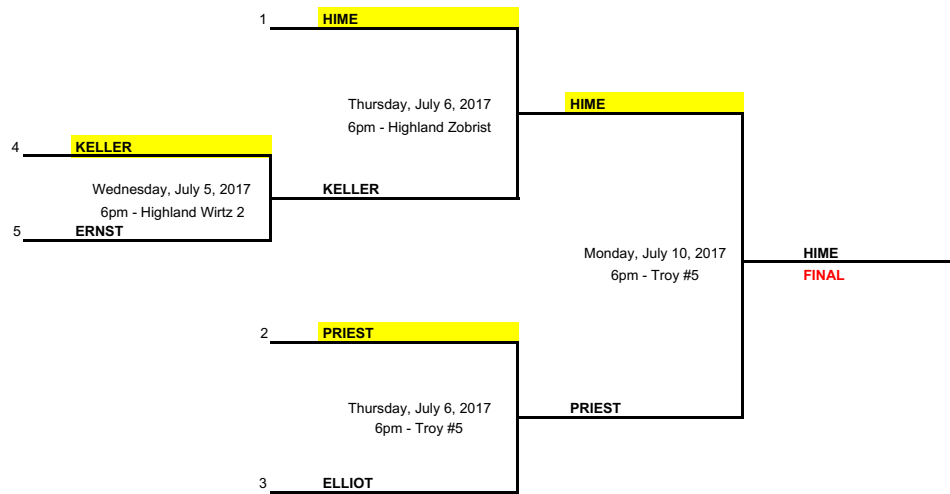 1 HIME
Thursday, July 6, 2017
6pm - Highland Zobrist
HIME
4 KELLER
Wednesday, July 5, 2017
6pm - Highland Wirtz 2
KELLER
5 ERNST
Monday, July 10, 2017
6pm - Troy #5
HIME
FINAL
2 PRIEST
Thursday, July 6, 2017
6pm - Troy #5
PRIEST
3 ELLIOT